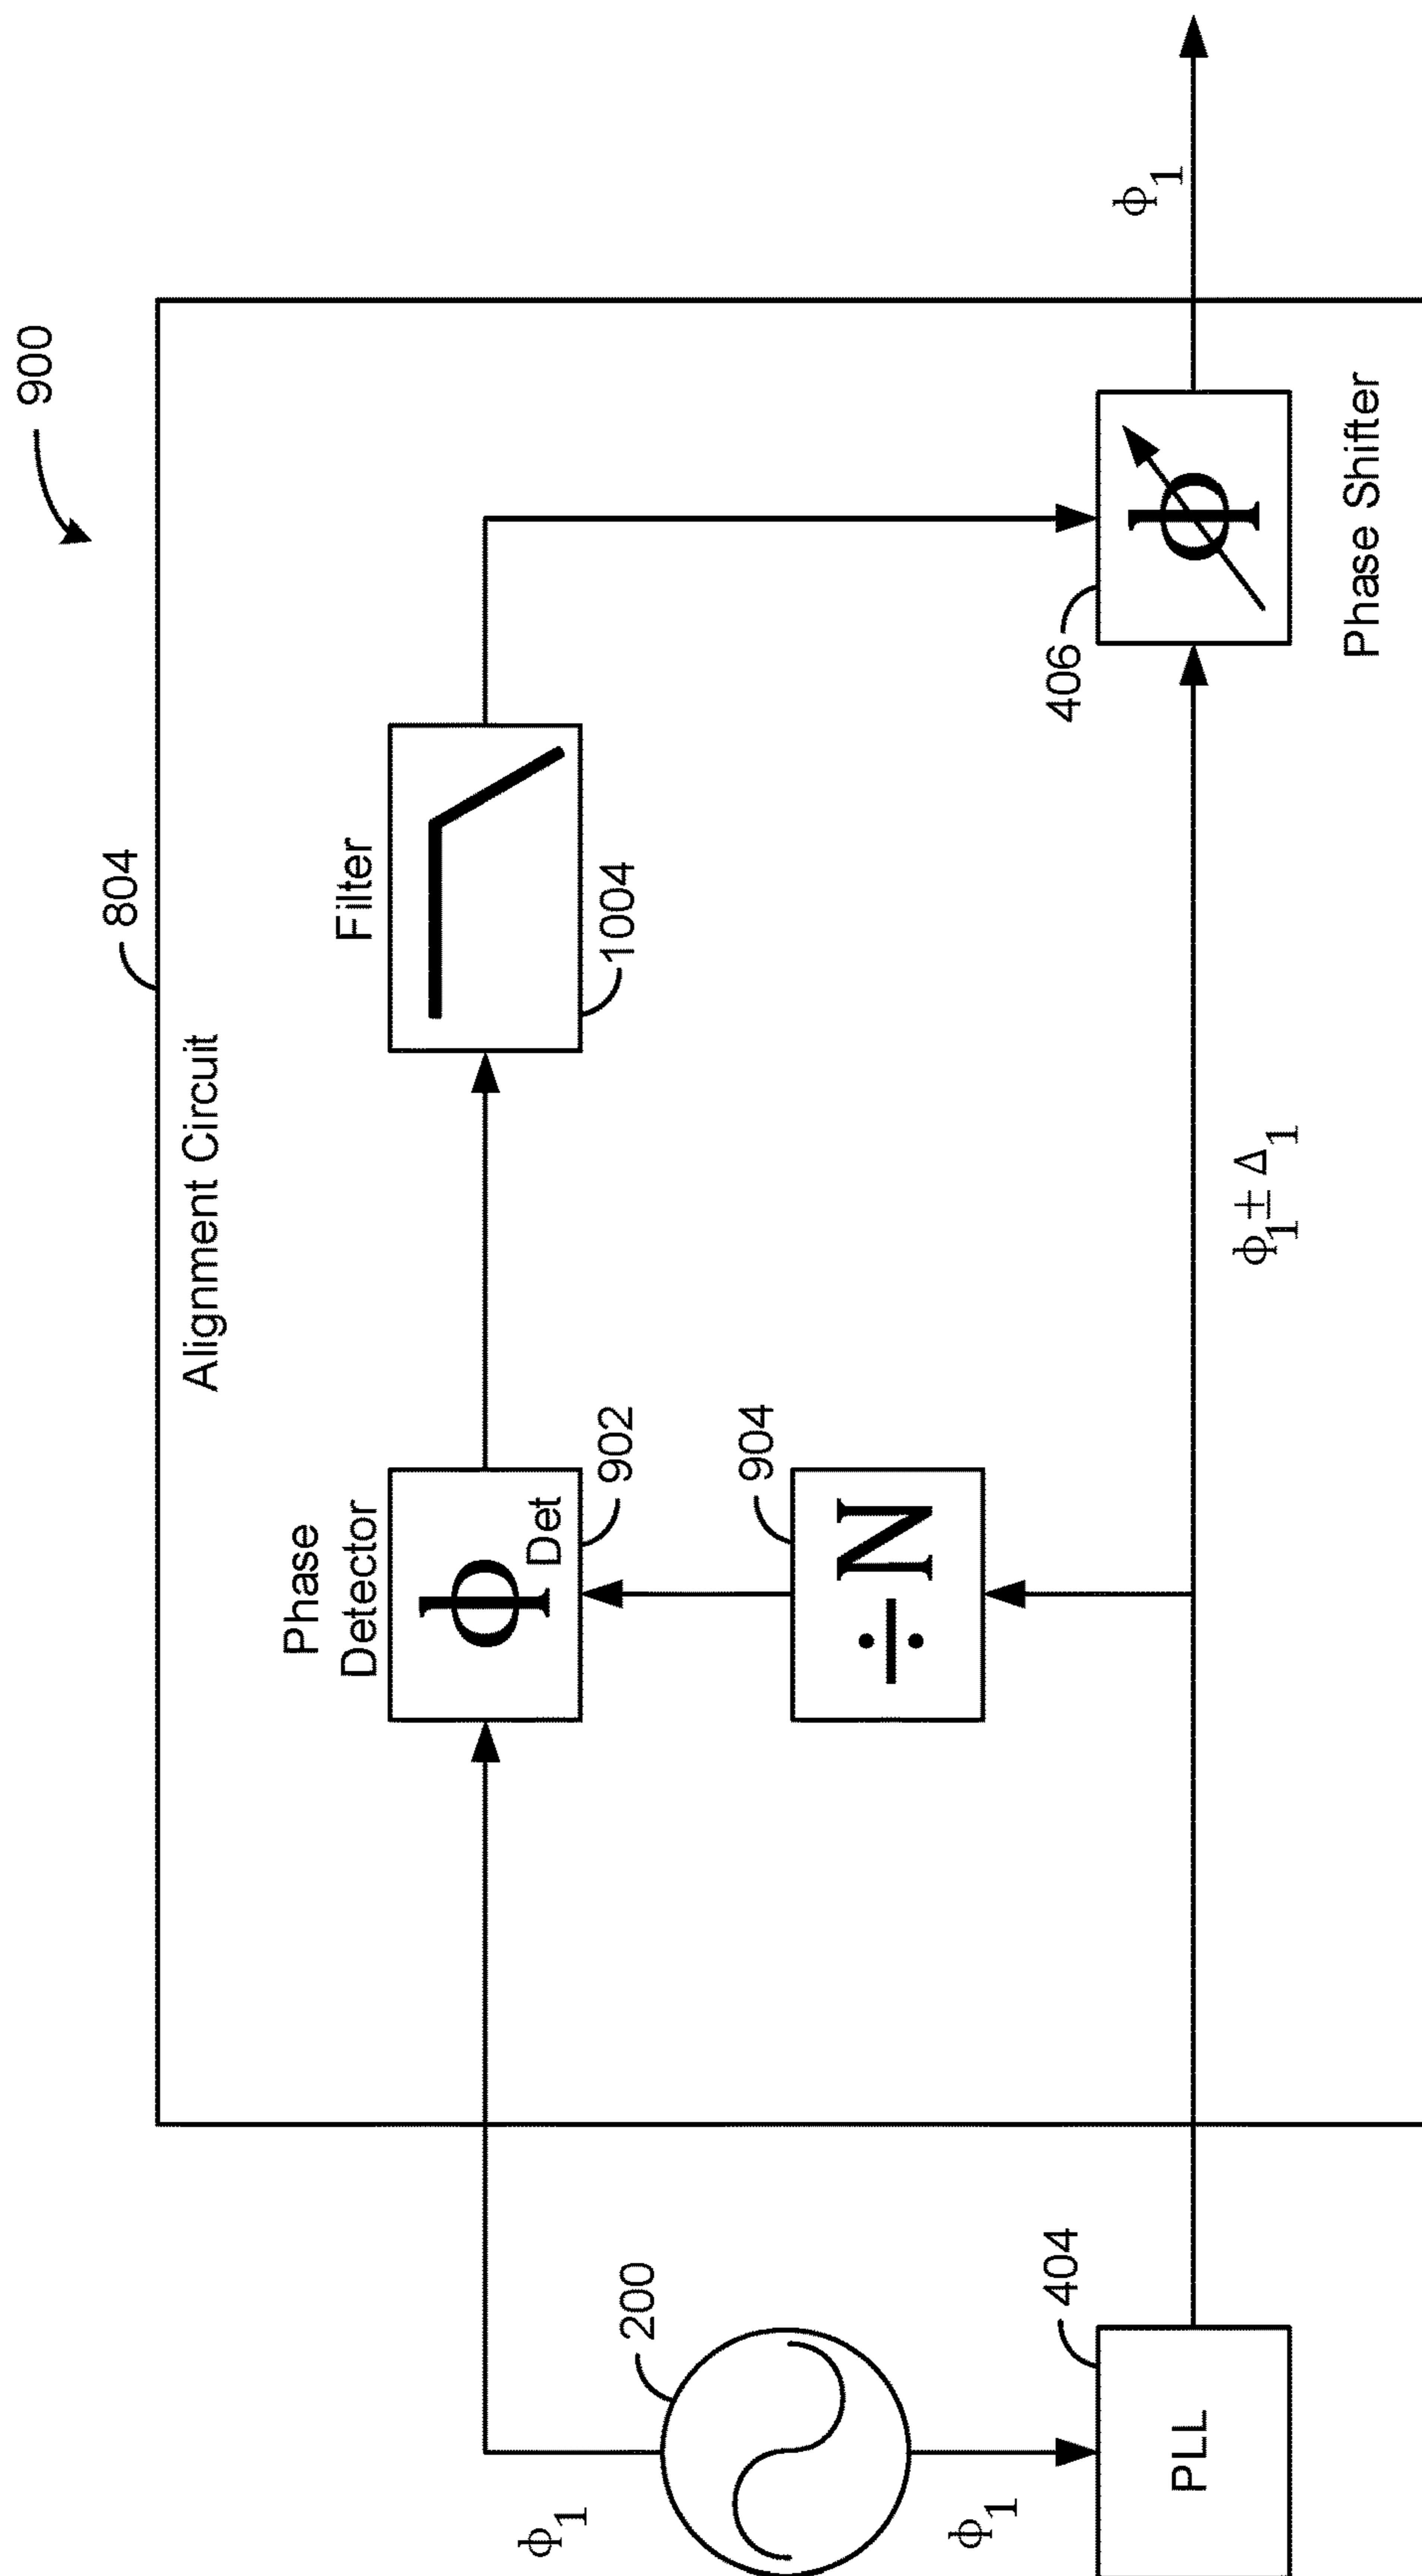 900
804
Alignment Circuit
Filter
1004
Phase
Detector
Φ
Det
902
904
÷N
406
Φ
Phase Shifter
ϕ1
ϕ1 ± Δ1
200
ϕ1
ϕ1
404
PLL